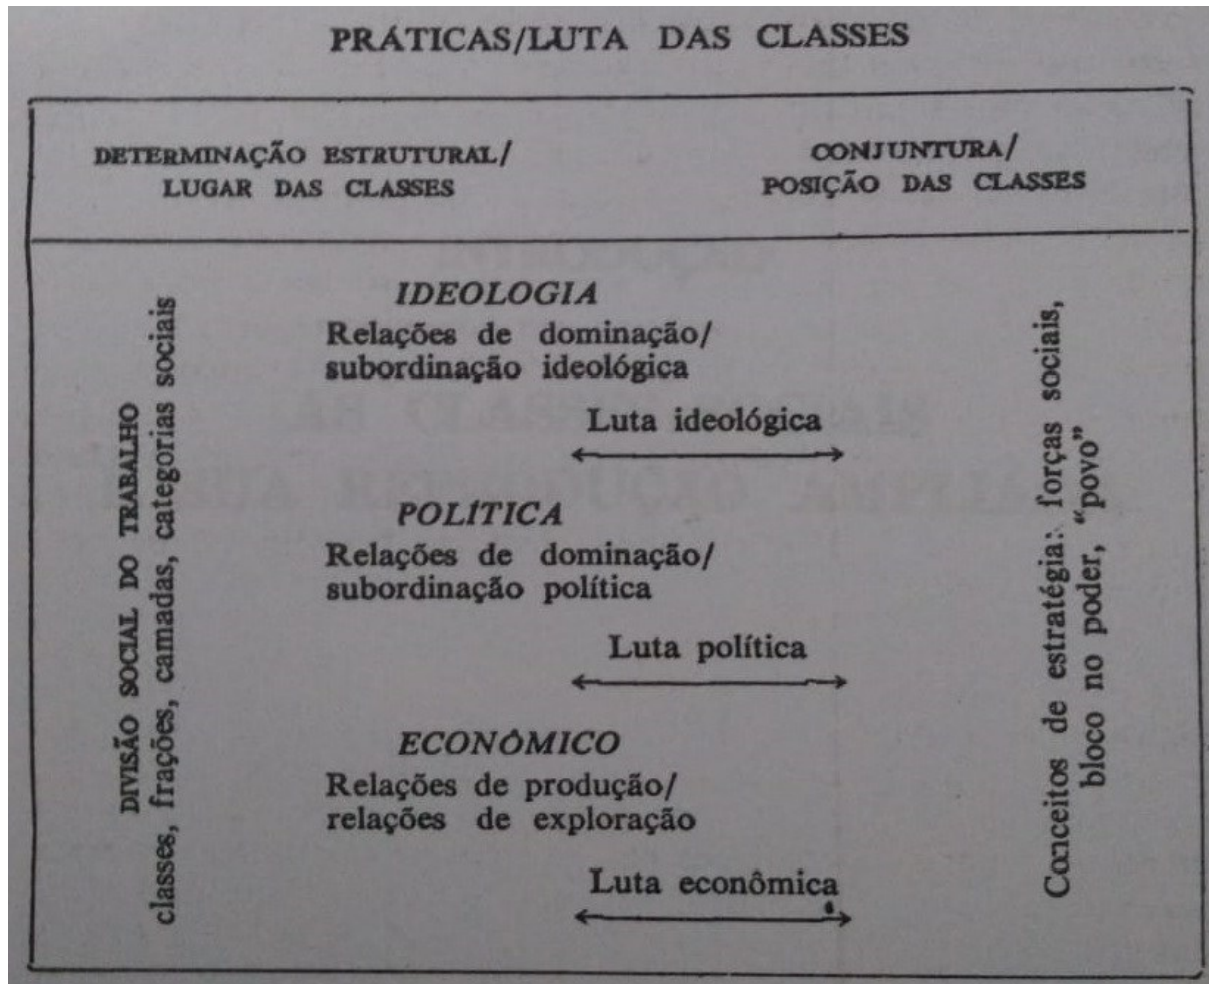 PRÁTICAS/LUTA DAS CLASSES
DETERMINAÇÃO ESTRUTURAL/
LUGAR DAS CLASSES
CONJUNTURA/
POSIÇÃO DAS CLASSES
DIVISÃO SOCIAL DO TRABALHO
classes, frações, camadas, categorias sociais
IDEOLOGIA
Relações de dominação/
subordinação ideológica
Luta ideológica
POLÍTICA
Relações de dominação/
subordinação política
Luta política
ECONÔMICO
Relações de produção/
relações de exploração
Luta econômica
Conceitos de estratégia: forças sociais,
bloco no poder, “povo”